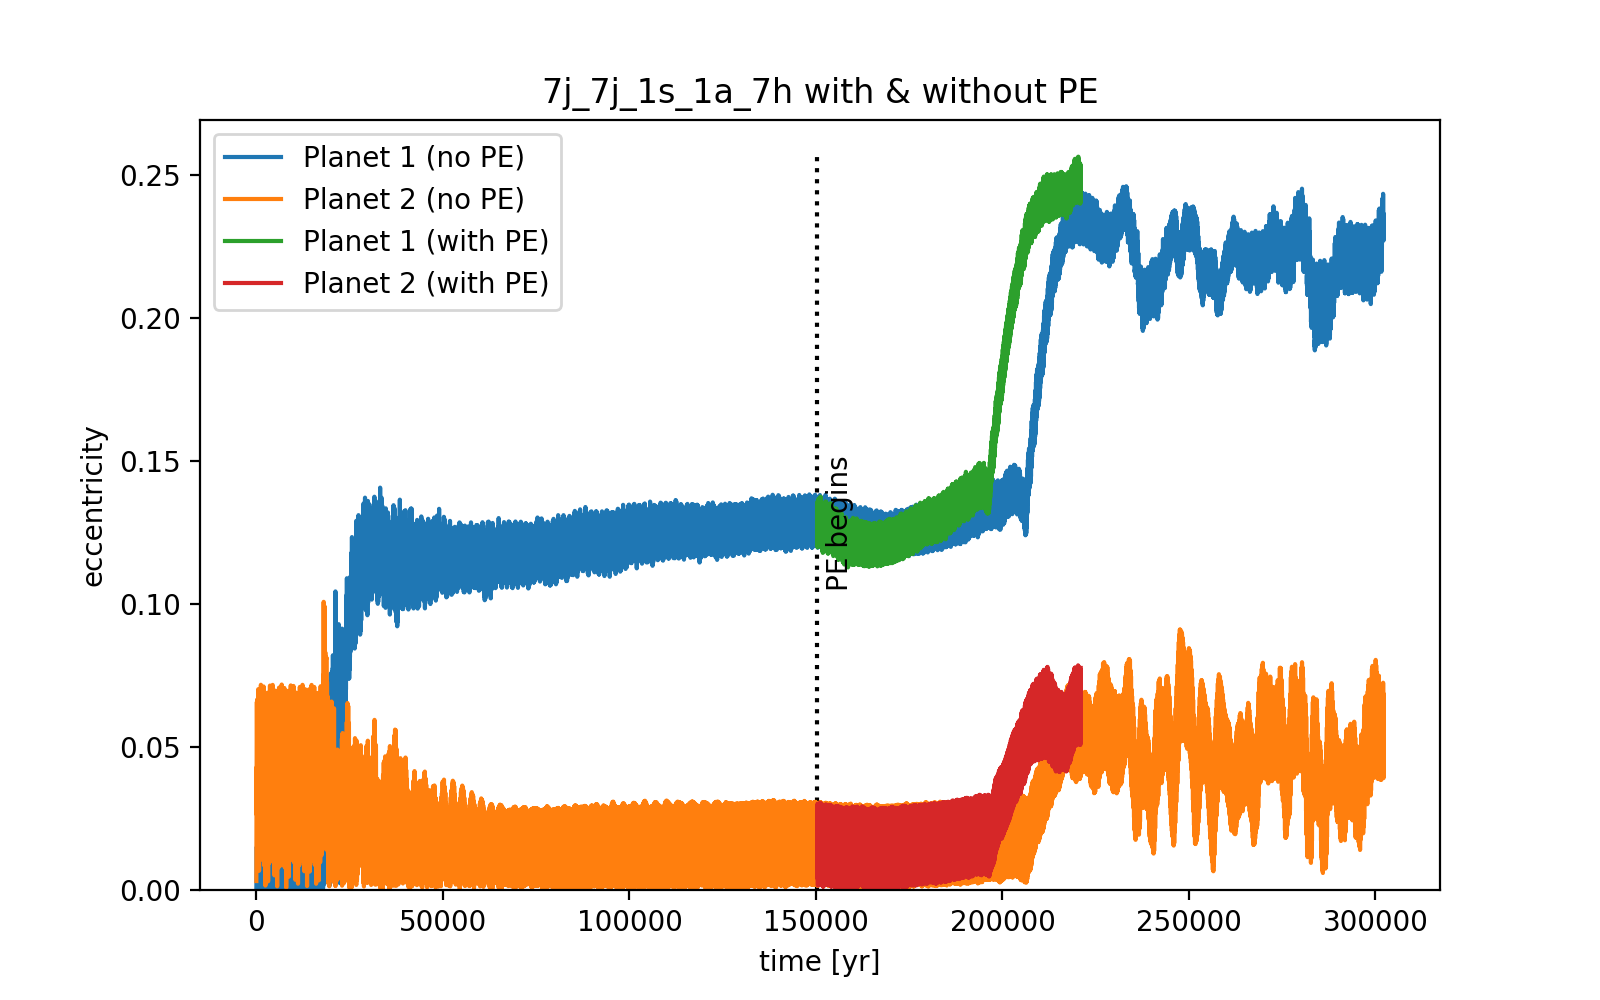 7j_7j_1s_1a_7h with & without PE
Planet 1 (no PE)
Planet 2 (no PE)
Planet 1 (with PE)
Planet 2 (with PE)
0.25
0.20
0.15
0.10
0.05
0.00
eccentricity
PE begins
0
50000
100000
150000
200000
250000
300000
time [yr]